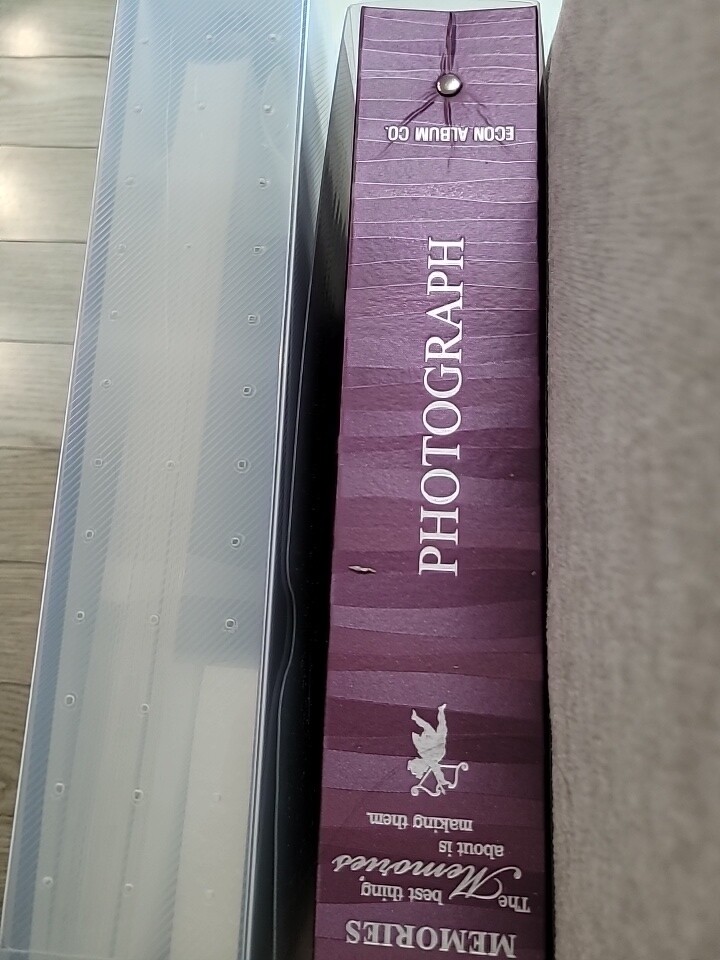 MEMORIES
The best thing
Memories
about is
making them.
PHOTOGRAPH
ECON ALBUM CO.